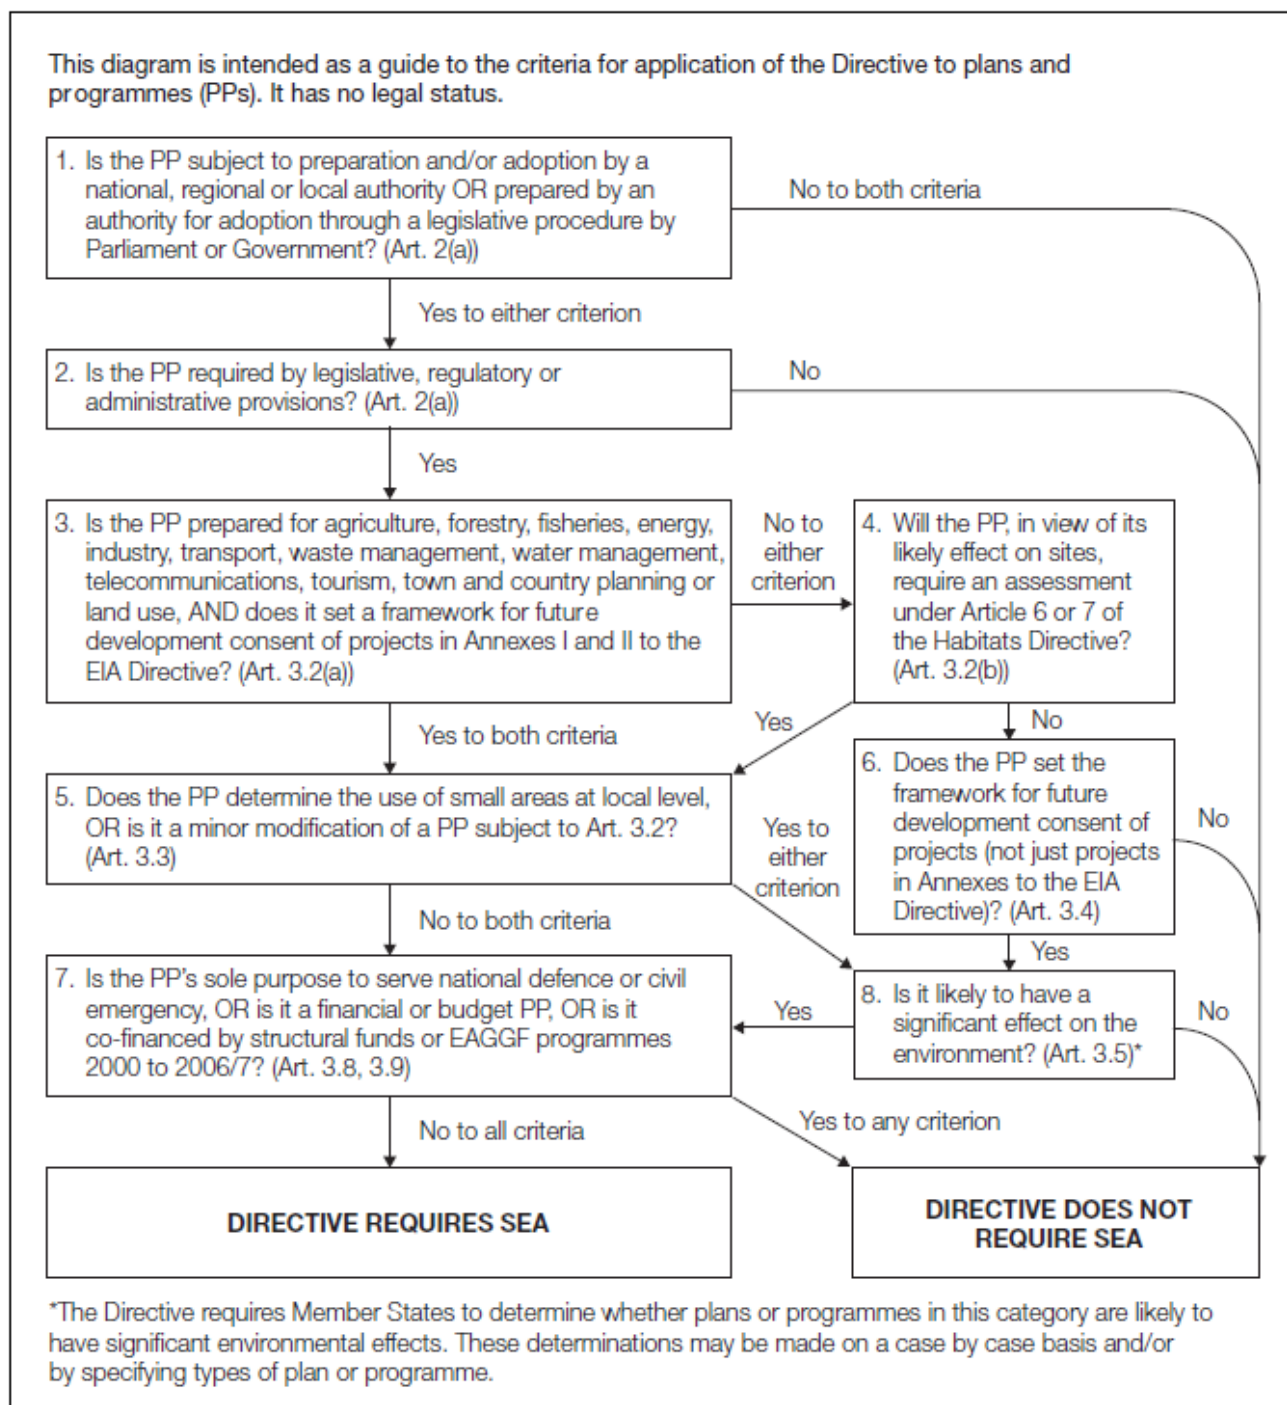 This diagram is intended as a guide to the criteria for application of the Directive to plans and
programmes (PPs). It has no legal status.
1. Is the PP subject to preparation and/or adoption by a
national, regional or local authority OR prepared by an
authority for adoption through a legislative procedure by
Parliament or Government? (Art. 2(a))
No to both criteria
Yes to either criterion
2. Is the PP required by legislative, regulatory or
administrative provisions? (Art. 2(a))
No
Yes
3. Is the PP prepared for agriculture, forestry, fisheries, energy,
industry, transport, waste management, water management,
telecommunications, tourism, town and country planning or
land use, AND does it set a framework for future
development consent of projects in Annexes I and II to the
EIA Directive? (Art. 3.2(a))
No to
either
criterion
4. Will the PP, in view of its
likely effect on sites,
require an assessment
under Article 6 or 7 of
the Habitats Directive?
(Art. 3.2(b))
Yes to both criteria
Yes
No
5. Does the PP determine the use of small areas at local level,
OR is it a minor modification of a PP subject to Art. 3.2?
(Art. 3.3)
Yes to
either
criterion
6. Does the PP set the
framework for future
development consent of
projects (not just projects
in Annexes to the EIA
Directive)? (Art. 3.4)
No
No to both criteria
Yes
7. Is the PP's sole purpose to serve national defence or civil
emergency, OR is it a financial or budget PP, OR is it
co-financed by structural funds or EAGGF programmes
2000 to 2006/7? (Art. 3.8, 3.9)
Yes
8. Is it likely to have a
significant effect on the
environment? (Art. 3.5)*
No
No to all criteria
Yes to any criterion
DIRECTIVE REQUIRES SEA
DIRECTIVE DOES NOT
REQUIRE SEA
*The Directive requires Member States to determine whether plans or programmes in this category are likely to
have significant environmental effects. These determinations may be made on a case by case basis and/or
by specifying types of plan or programme.